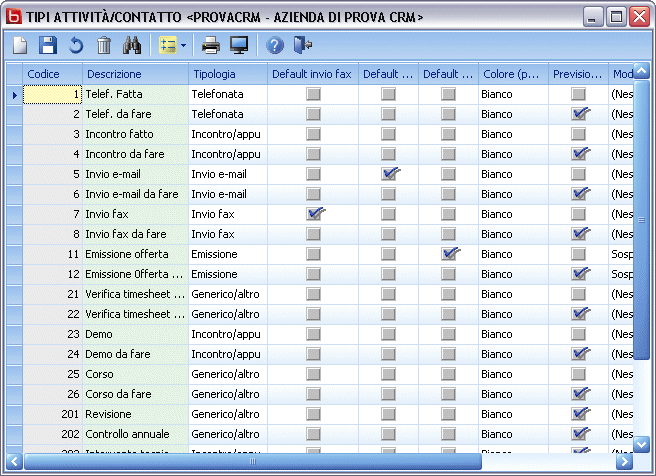 TIPI ATTIVITÀ/CONTATTO <PROVACRM - AZIENDA DI PROVA CRM>
Codice Descrizione Tipologia Default invio fax Default ... Default ... Colore (p... Previsio... Mod
1 Telef. Fatta Telefonata Bianco (Nes
2 Telef. da fare Telefonata Bianco (Nes
3 Incontro fatto Incontro/appu Bianco (Nes
4 Incontro da fare Incontro/appu Bianco (Nes
5 Invio e-mail Invio e-mail Bianco (Nes
6 Invio e-mail da fare Invio e-mail Bianco (Nes
7 Invio fax Invio fax Bianco (Nes
8 Invio fax da fare Invio fax Bianco (Nes
11 Emissione offerta Emissione Bianco Sosp
12 Emissione Offerta ... Emissione Bianco Sosp
21 Verifica timesheet ... Generico/altro Bianco (Nes
22 Verifica timesheet ... Generico/altro Bianco (Nes
23 Demo Incontro/appu Bianco (Nes
24 Demo da fare Incontro/appu Bianco (Nes
25 Corso Generico/altro Bianco (Nes
26 Corso da fare Generico/altro Bianco (Nes
201 Revisione Generico/altro Bianco (Nes
202 Controllo annuale Generico/altro Bianco (Nes